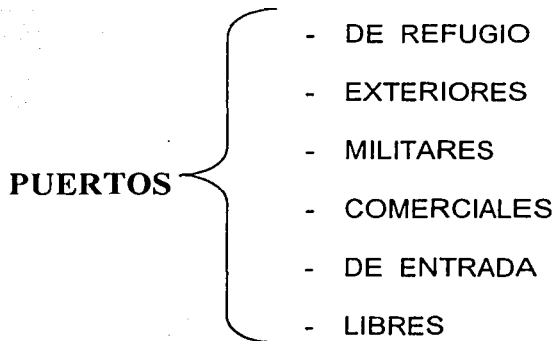 PUERTOS
- DE REFUGIO
- EXTERIORES
- MILITARES
- COMERCIALES
- DE ENTRADA
- LIBRES